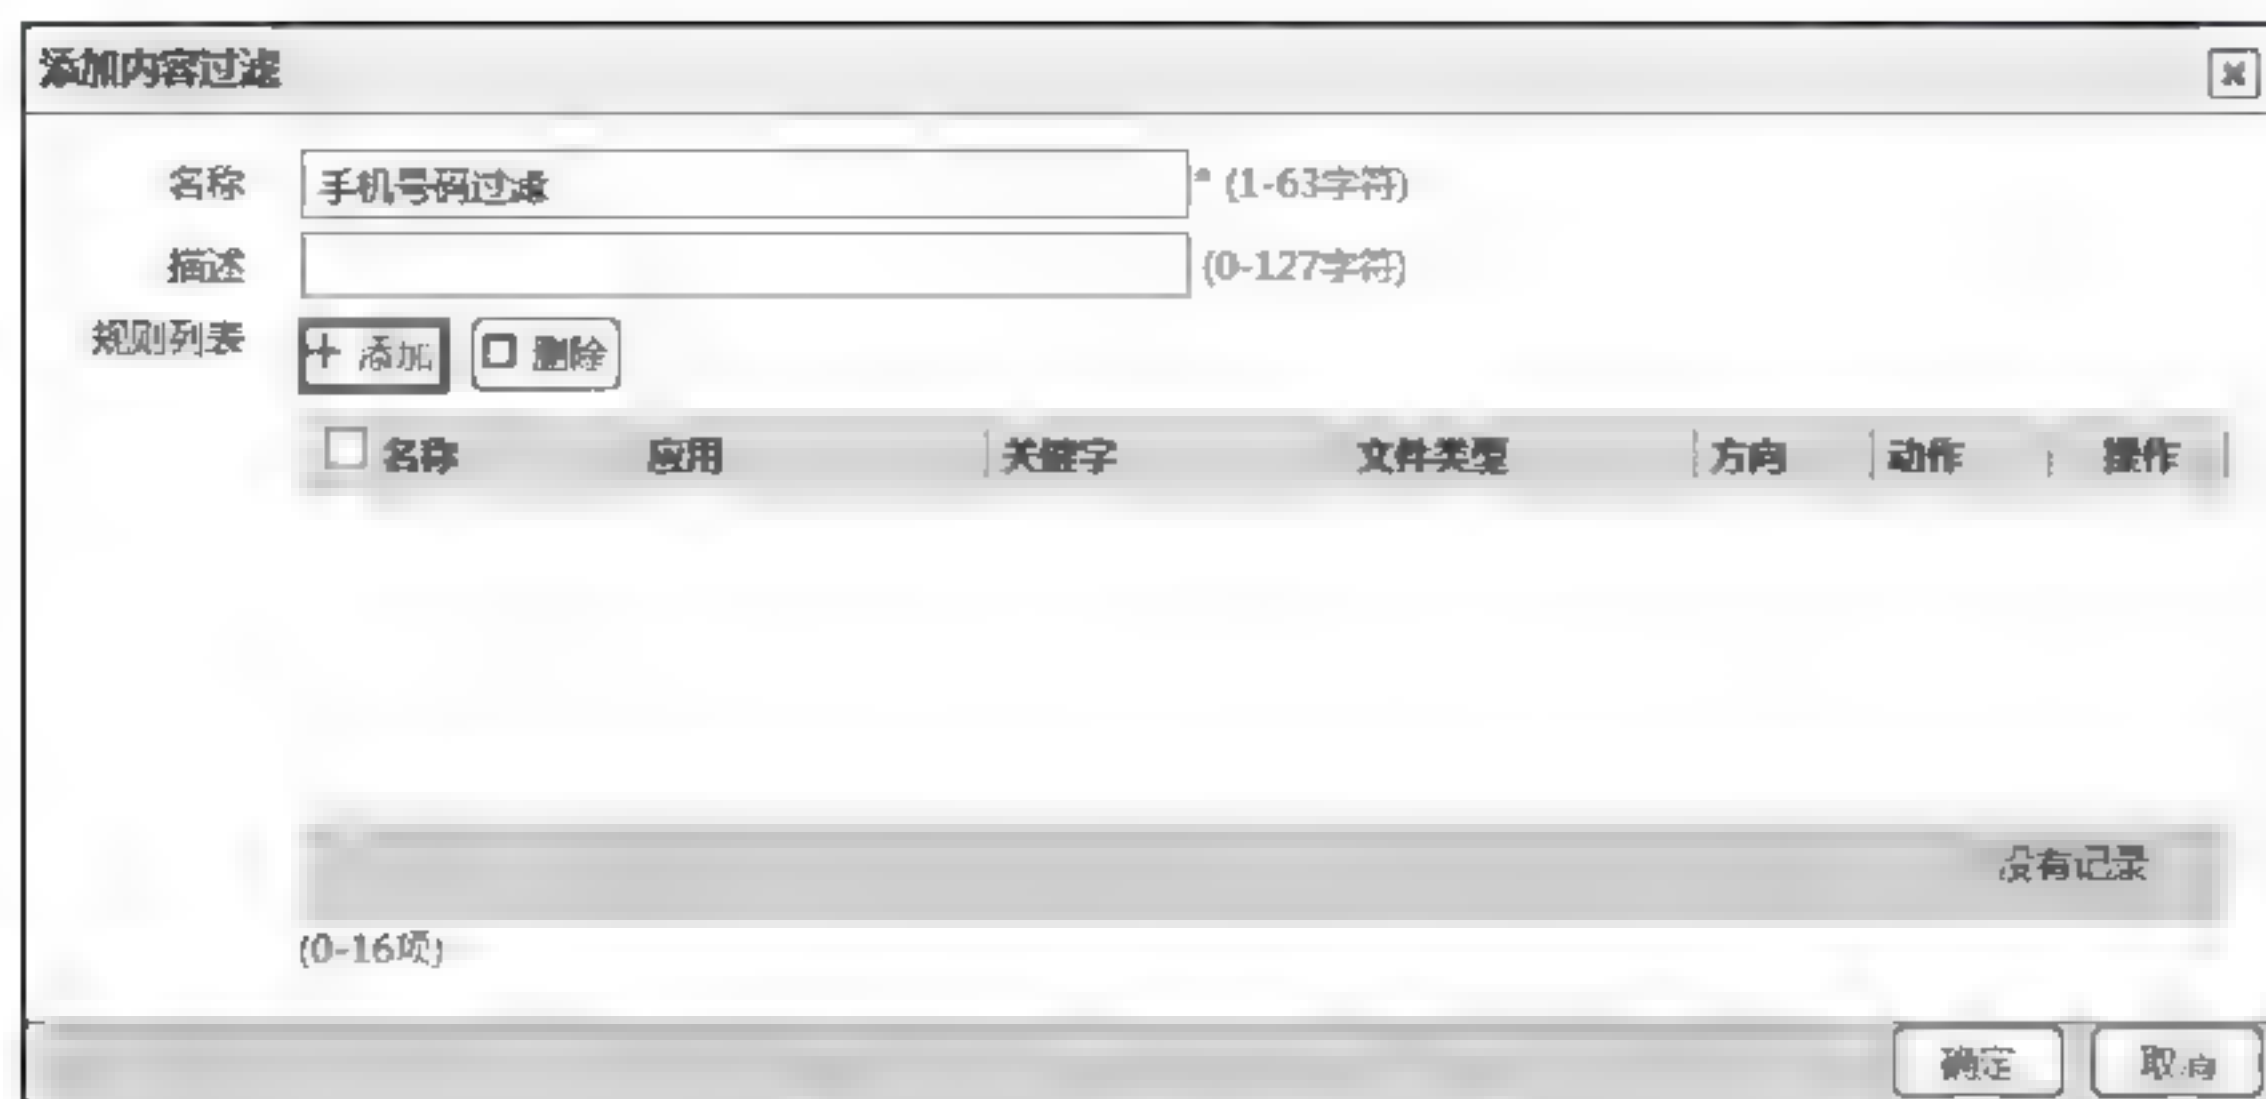 添加内容过滤
名称 手机号码过滤 * (1-63字符)
描述 (0-127字符)
规则列表 添加 删除
名称 应用 关键字 文件类型 方向 动作 操作
没有记录
(0-16项)
确定 取消